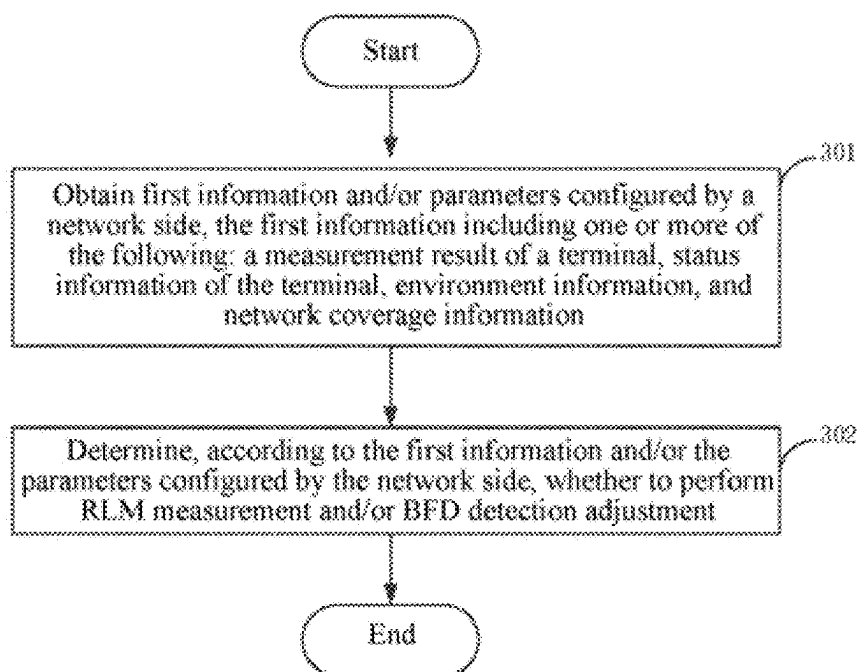 Start
301
Obtain first information and/or parameters configured by a
network side, the first information including one or more of
the following: a measurement result of a terminal, status
information of the terminal, environment information, and
network coverage information
302
Determine, according to the first information and/or the
parameters configured by the network side, whether to perform
RLM measurement and/or BFD detection adjustment
End